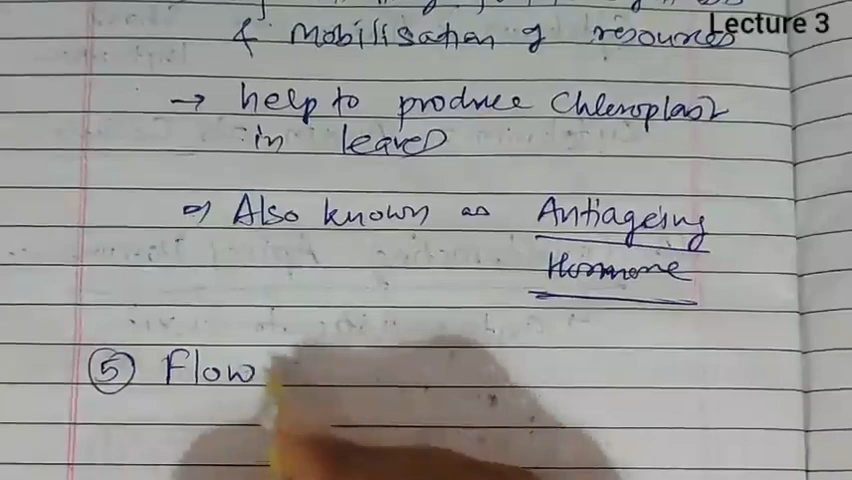 Lecture 3
& Mobilisation of resources
→ help to produce Chloroplast
in leaves
⇒ Also known as Antiageing
Hormone
⑤ Flow